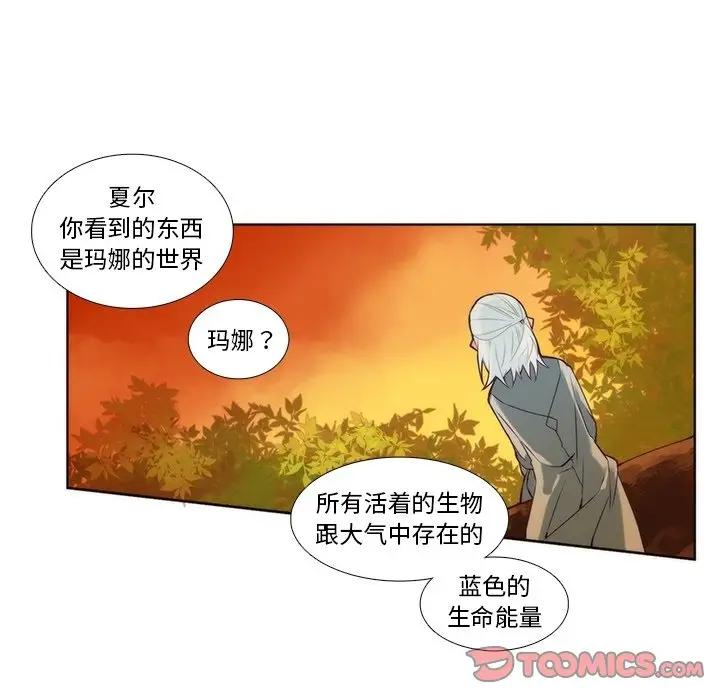 夏尔
你看到的东西
是玛娜的世界
玛娜？
所有活着的生物
跟大气中存在的
蓝色的
生命能量
TOOMICS.COM